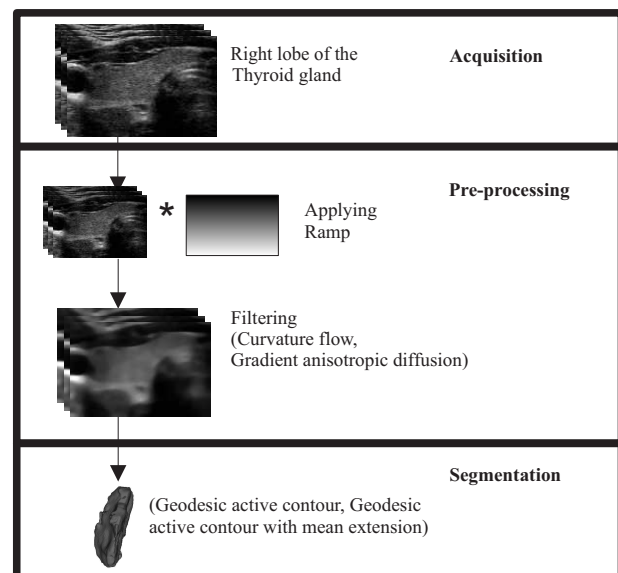 Right lobe of the
Thyroid gland
Acquisition
Pre-processing
*
Applying
Ramp
Filtering
(Curvature flow,
Gradient anisotropic diffusion)
Segmentation
(Geodesic active contour, Geodesic
active contour with mean extension)